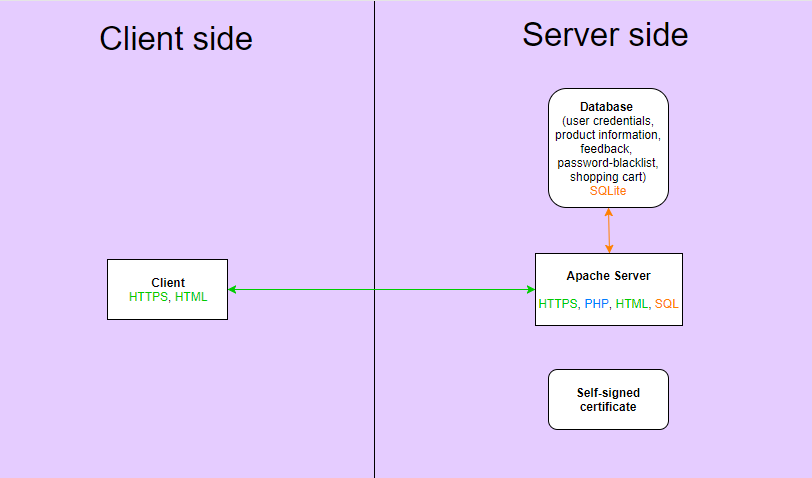 Client side
Server side
Database
(user credentials,
product information,
feedback,
password-blacklist,
shopping cart)
SQLite
Client
HTTPS, HTML
Apache Server
HTTPS, PHP, HTML, SQL
Self-signed
certificate